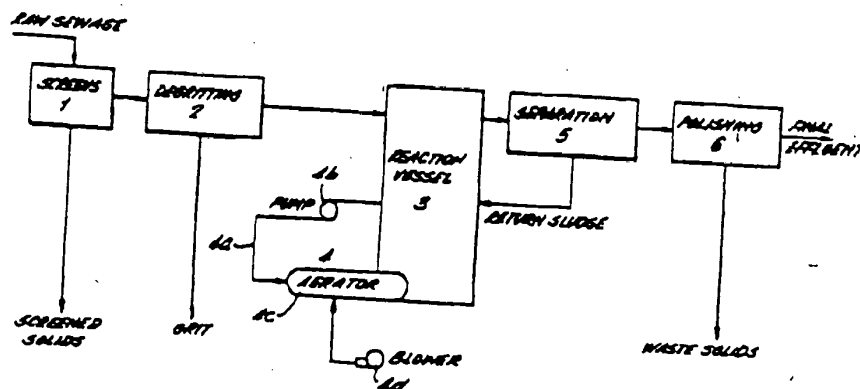 RAW SEWAGE
SCREENS
1
DEGRITTING
2
REACTION
VESSEL
3
SEPARATION
5
POLISHING
6
FINAL
EFFLUENT
4b
PUMP
RETURN SLUDGE
4a
4
AERATOR
4c
SCREENED
SOLIDS
GRIT
BLOWER
4d
WASTE SOLIDS